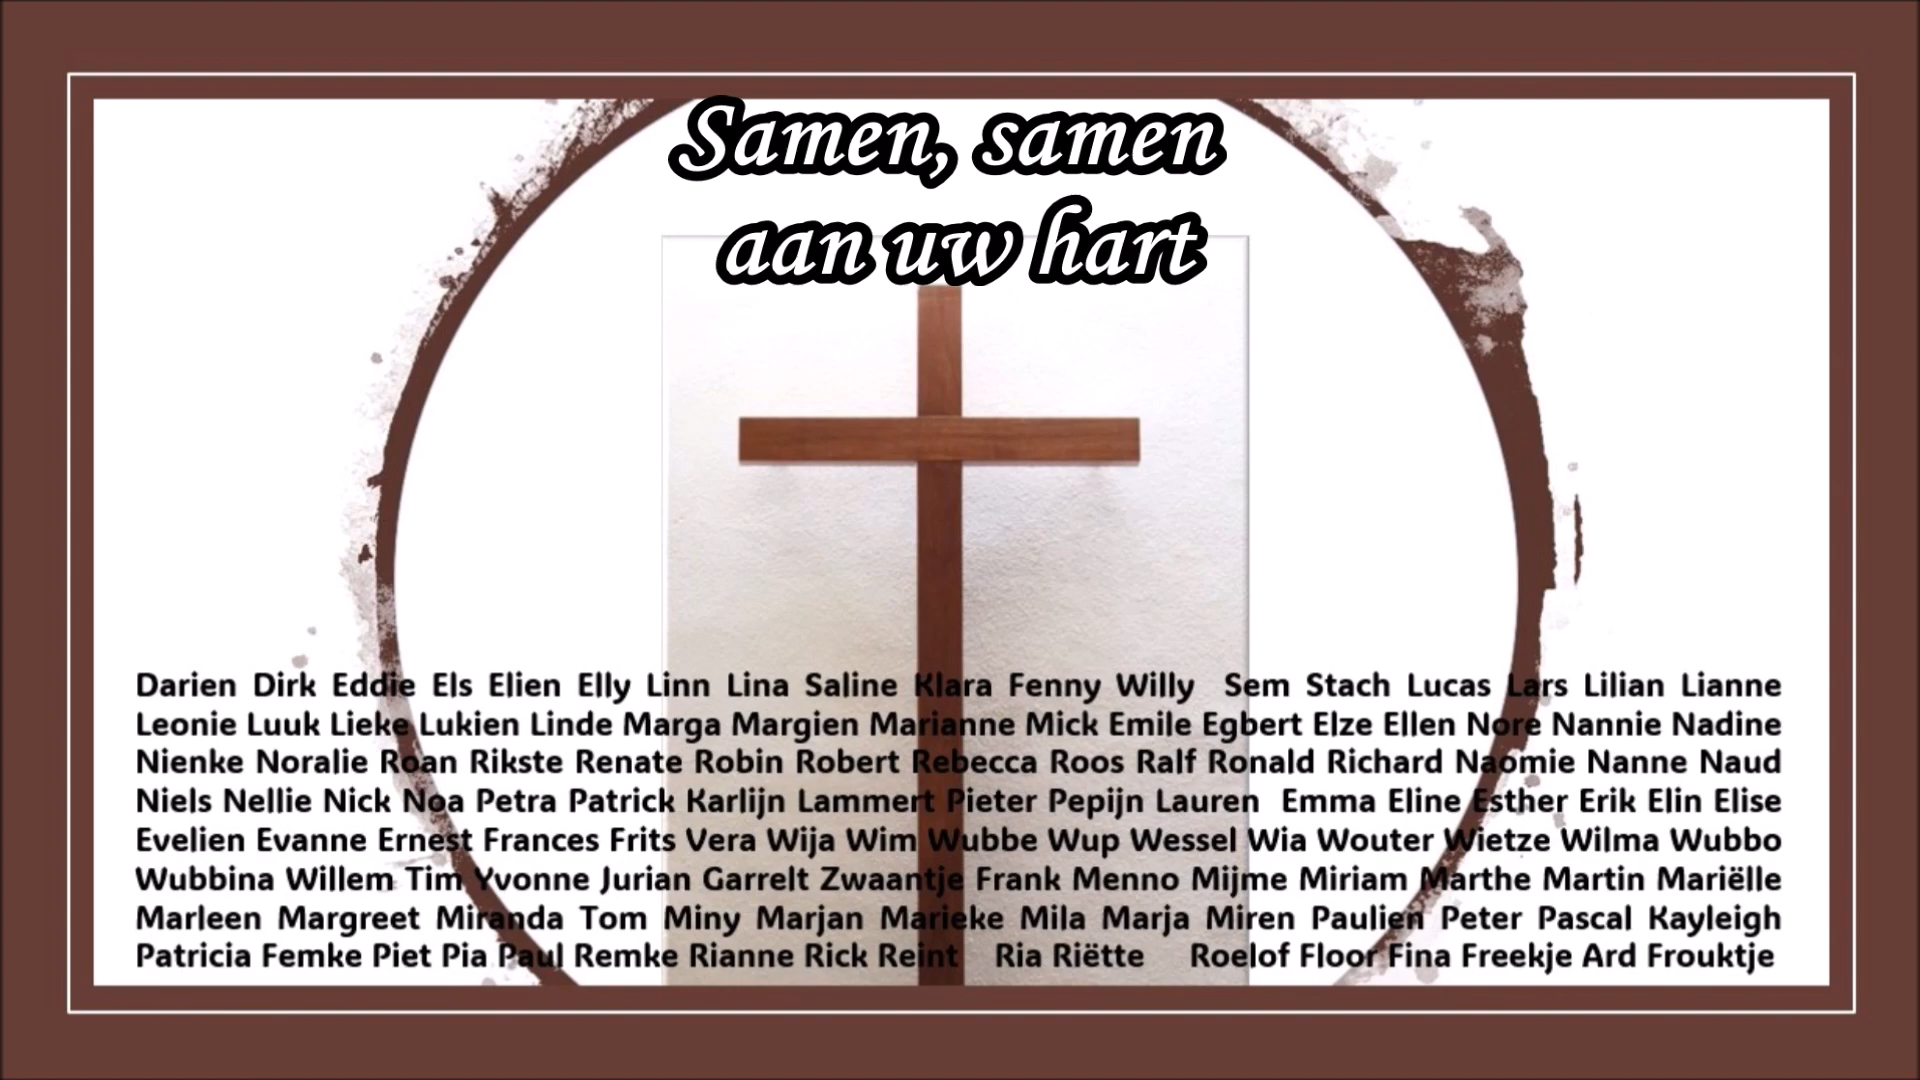 Samen, samen
aan uw hart
Darien Dirk Eddie Els Elien Elly Linn Lina Saline Klara Fenny Willy Sem Stach Lucas Lars Lilian Lianne
Leonie Luuk Lieke Lukien Linde Marga Margien Marianne Mick Emile Egbert Elze Ellen Nore Nannie Nadine
Nienke Noralie Roan Rikste Renate Robin Robert Rebecca Roos Ralf Ronald Richard Naomie Nanne Naud
Niels Nellie Nick Noa Petra Patrick Karlijn Lammert Pieter Pepijn Lauren Emma Eline Esther Erik Elin Elise
Evelien Evanne Ernest Frances Frits Vera Wija Wim Wubbe Wup Wessel Wia Wouter Wietze Wilma Wubbo
Wubbina Willem Tim Yvonne Jurian Garrelt Zwaantje Frank Menno Mijme Miriam Marthe Martin Mariëlle
Marleen Margreet Miranda Tom Miny Marjan Marieke Mila Marja Miren Paulien Peter Pascal Kayleigh
Patricia Femke Piet Pia Paul Remke Rianne Rick Reint Ria Riëtte Roelof Floor Fina Freekje Ard Frouktje